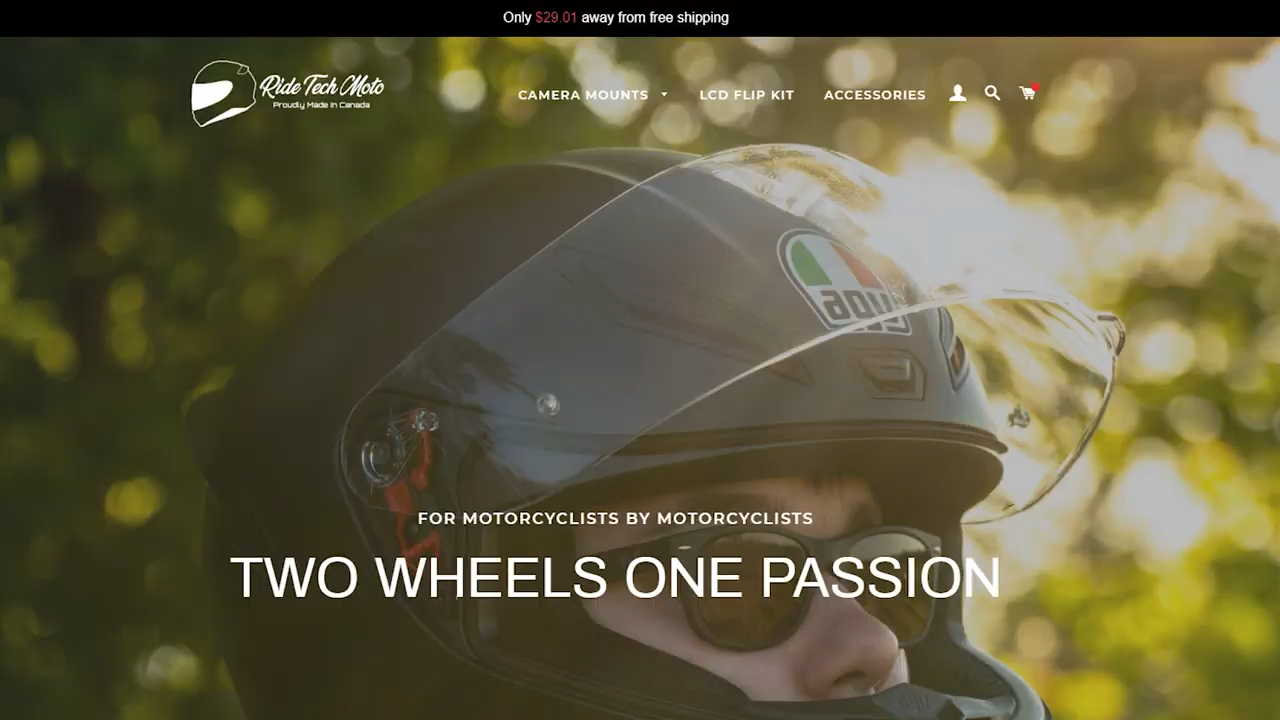 Only $29.01 away from free shipping
Ride Tech Moto
Proudly Made in Canada
CAMERA MOUNTS
LCD FLIP KIT
ACCESSORIES
agv
FOR MOTORCYCLISTS BY MOTORCYCLISTS
TWO WHEELS ONE PASSION